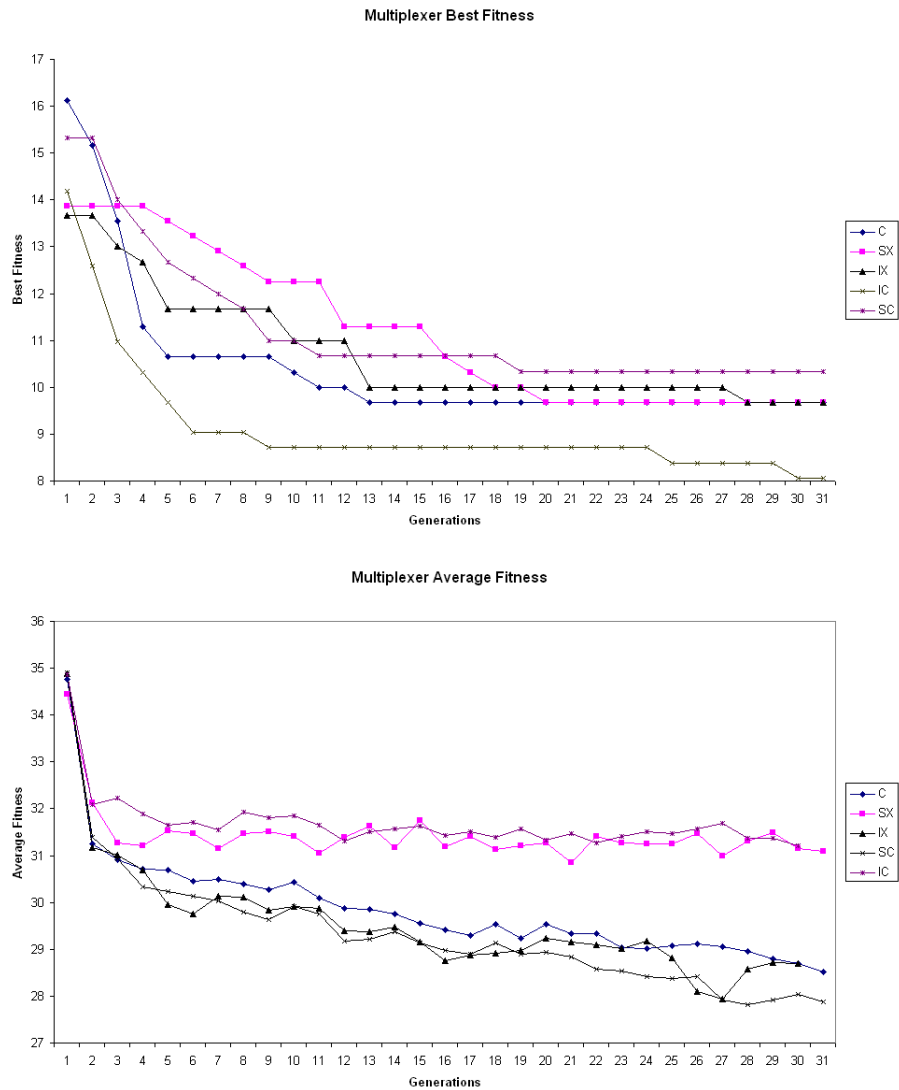 Multiplexer Best Fitness
17
16
15
14
13
12
11
10
9
8
Best Fitness
1 2 3 4 5 6 7 8 9 10 11 12 13 14 15 16 17 18 19 20 21 22 23 24 25 26 27 28 29 30 31
Generations
C
SX
IX
IC
SC
Multiplexer Average Fitness
36
35
34
33
32
31
30
29
28
27
Average Fitness
1 2 3 4 5 6 7 8 9 10 11 12 13 14 15 16 17 18 19 20 21 22 23 24 25 26 27 28 29 30 31
Generations
C
SX
IX
SC
IC